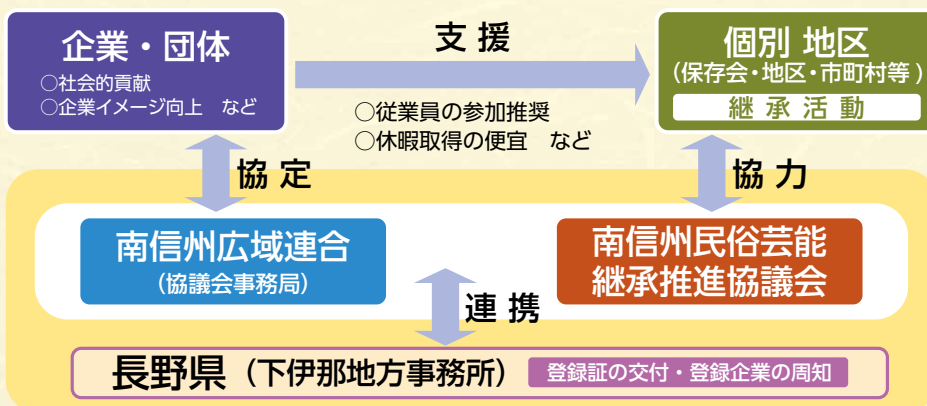 企業・団体
○社会的貢献
○企業イメージ向上　など
支 援
○従業員の参加推奨
○休暇取得の便宜　など
個別 地区
(保存会・地区・市町村等)
継 承 活 動
協 定
協 力
南信州広域連合
(協議会事務局)
南信州民俗芸能
継承推進協議会
連 携
長野県（下伊那地方事務所）
登録証の交付・登録企業の周知